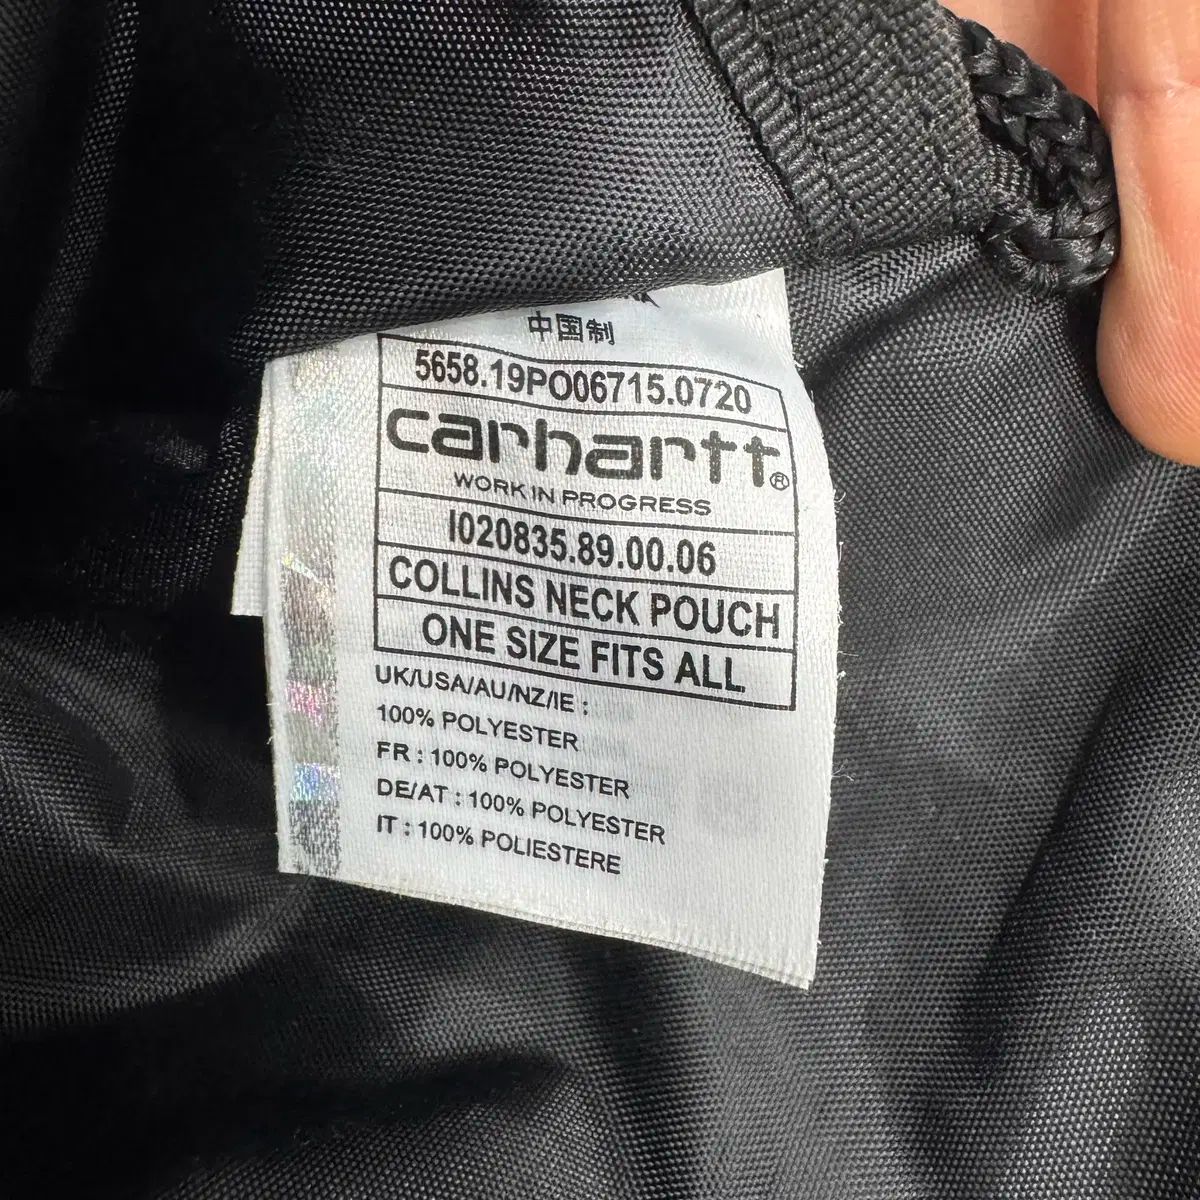 中国制
5658.19PO06715.0720
carhartt®
WORK IN PROGRESS
I020835.89.00.06
COLLINS NECK POUCH
ONE SIZE FITS ALL
UK/USA/AU/NZ/IE :
100% POLYESTER
FR : 100% POLYESTER
DE/AT : 100% POLYESTER
IT : 100% POLIESTERE